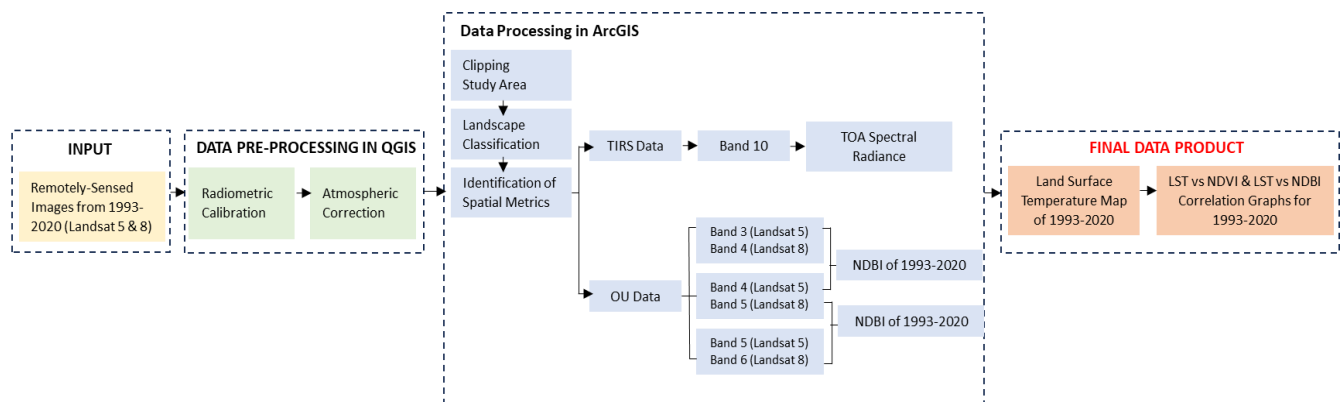 INPUT
Remotely-Sensed
Images from 1993-
2020 (Landsat 5 & 8)
DATA PRE-PROCESSING IN QGIS
Radiometric
Calibration
Atmospheric
Correction
Data Processing in ArcGIS
Clipping
Study Area
Landscape
Classification
Identification of
Spatial Metrics
TIRS Data
Band 10
TOA Spectral
Radiance
OU Data
Band 3 (Landsat 5)
Band 4 (Landsat 8)
Band 4 (Landsat 5)
Band 5 (Landsat 8)
Band 5 (Landsat 5)
Band 6 (Landsat 8)
NDBI of 1993-2020
NDBI of 1993-2020
FINAL DATA PRODUCT
Land Surface
Temperature Map
of 1993-2020
LST vs NDVI & LST vs NDBI
Correlation Graphs for
1993-2020